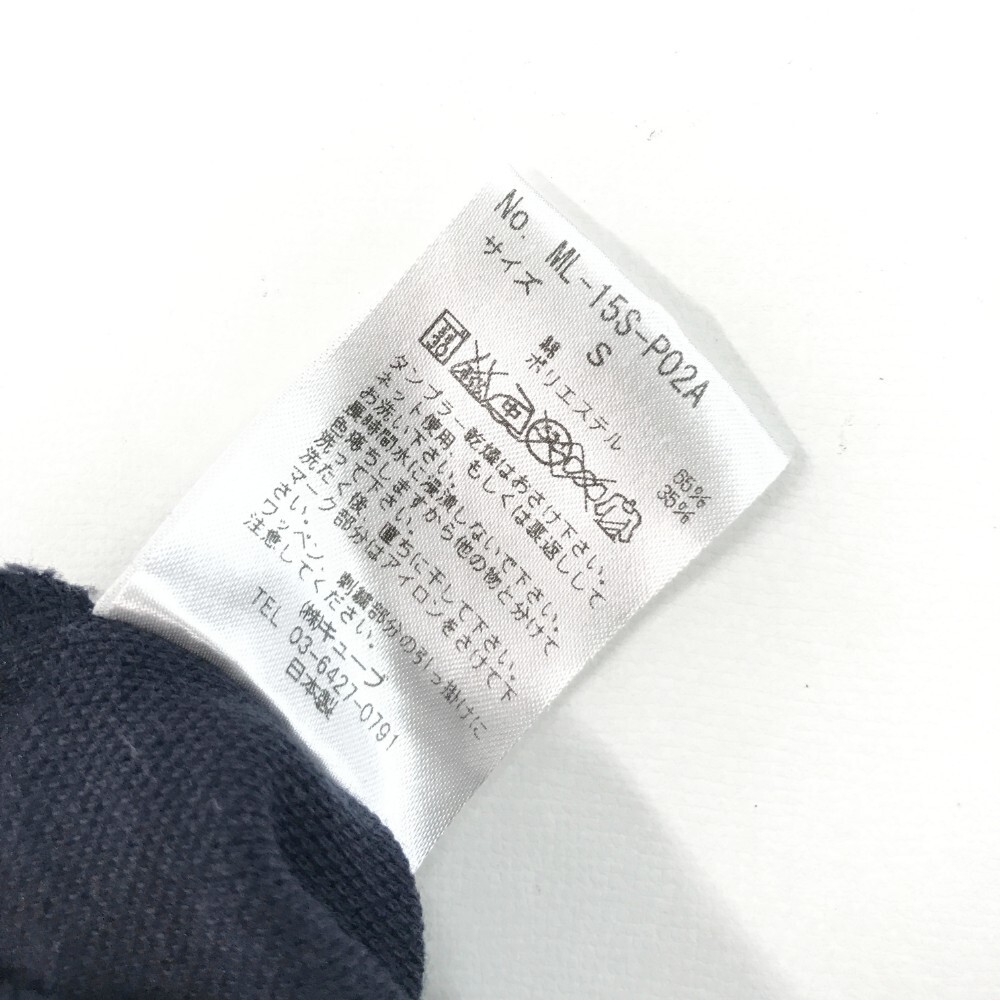 No. ML-15S-P02A
サイズ S
綿 65%
ポリエステル 35%
タンブラー乾燥はおさけ下さい。
ネット使用、もしくは裏返しして
お洗い下さい。
長時間水に浸漬しないで下さい。
色落ちしますから他の物と分けて
洗って下さい。
洗たく後、直ちに干して下さい。
マーク部分はアイロンをさけて下
さい。
ワッペン、刺繍部分の引っ掛けに
注意してください。
(株)キューブ
TEL 03-6427-0791
日本製